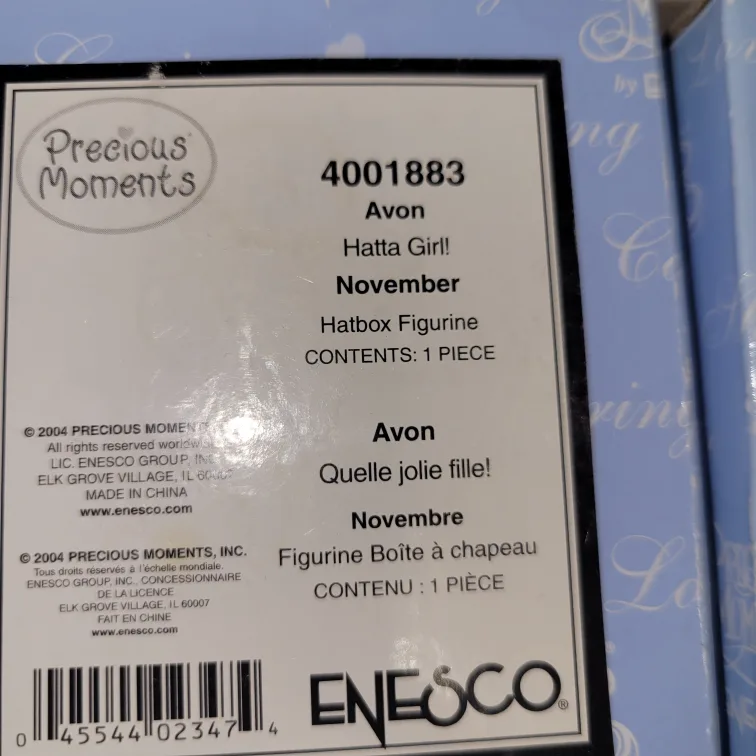 Precious
Moments
4001883
Avon
Hatta Girl!
November
Hatbox Figurine
CONTENTS: 1 PIECE
© 2004 PRECIOUS
All rights reserved
LIC. ENESCO GROUP,
ELK GROVE VILLAGE, IL
MADE IN CHINA
www.enesco.com
Avon
Quelle jolie fille!
Novembre
Figurine Boîte à chapeau
CONTENU : 1 PIÈCE
© 2004 PRECIOUS MOMENTS, INC.
Tous droits réservés à l'échelle mondiale.
ENESCO GROUP, INC., CONCESSIONNAIRE
DE LA LICENCE
ELK GROVE VILLAGE, IL 60007
FAIT EN CHINE
www.enesco.com
0 45544 02347 4
ENESCO®
by